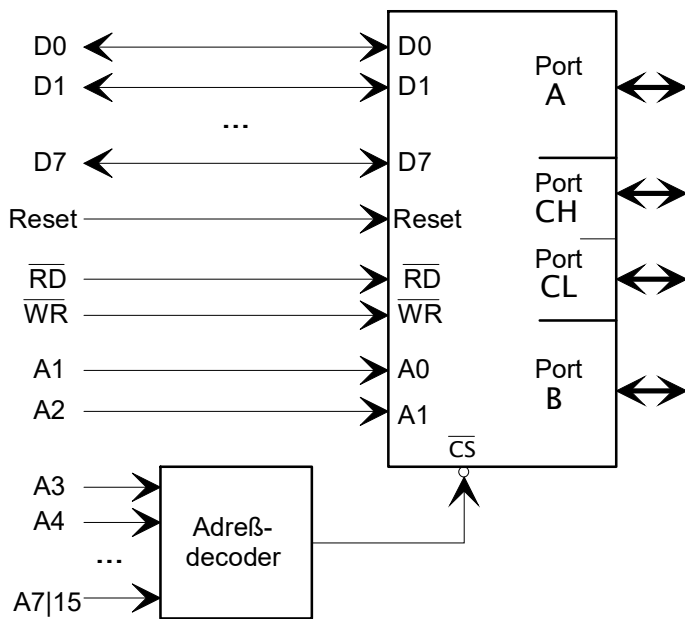 D0 D0 Port
D1 D1 A
...
D7 D7 Port
Reset Reset CH
RD RD Port
WR WR CL
A1 A0 Port
A2 A1 B
CS
A3
A4 Adreß-
... decoder
A7|15